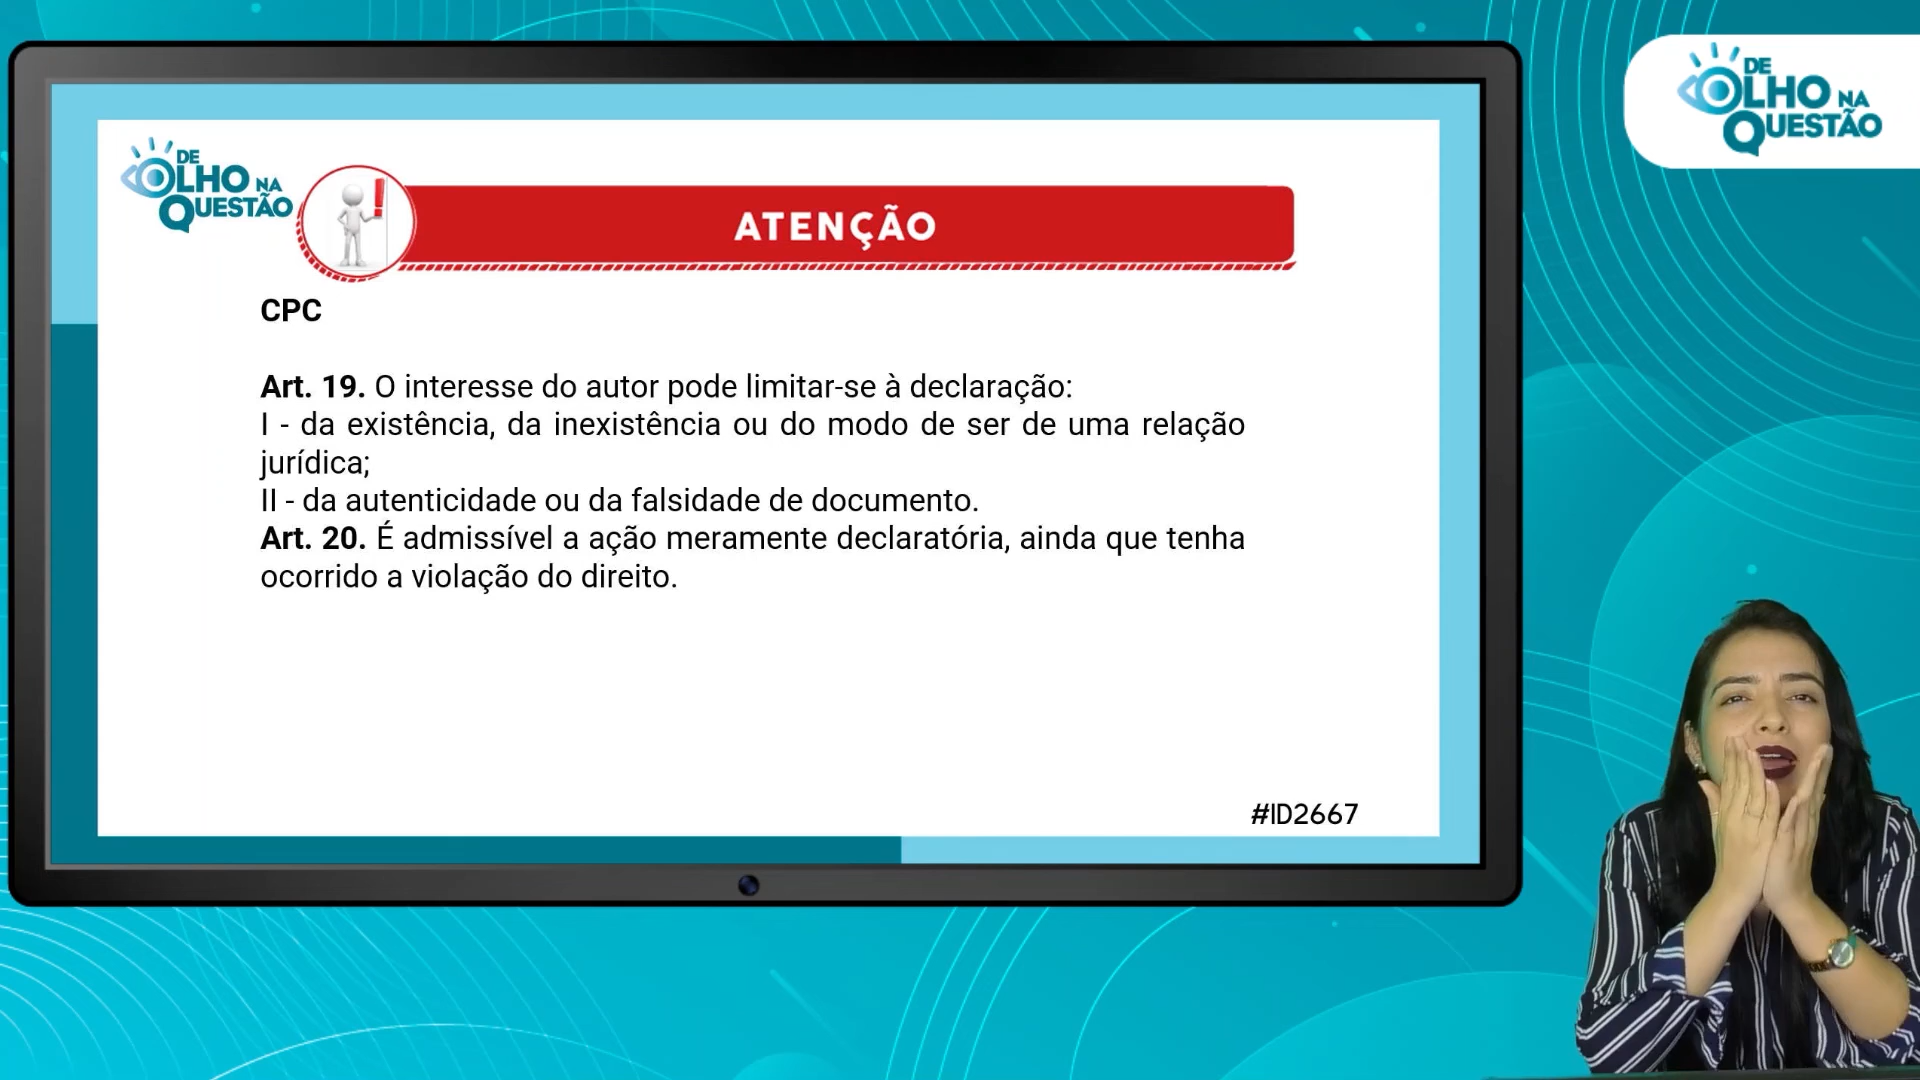 DE
OLHO NA
QUESTÃO
DE
OLHO NA
QUESTÃO
ATENÇÃO
CPC
Art. 19. O interesse do autor pode limitar-se à declaração:
I - da existência, da inexistência ou do modo de ser de uma relação
jurídica;
II - da autenticidade ou da falsidade de documento.
Art. 20. É admissível a ação meramente declaratória, ainda que tenha
ocorrido a violação do direito.
#ID2667